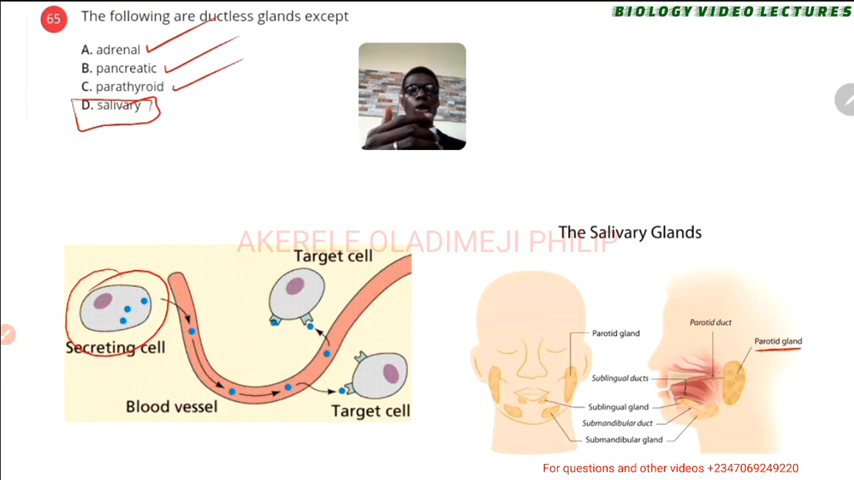 BIOLOGY VIDEO LECTURES
65 The following are ductless glands except
A. adrenal
B. pancreatic
C. parathyroid
D. salivary
AKERELE OLADIMEJI PHILIP
The Salivary Glands
Target cell
Secreting cell
Blood vessel
Target cell
Parotid duct
Parotid gland
Parotid gland
Sublingual ducts
Sublingual gland
Submandibular duct
Submandibular gland
For questions and other videos +2347069249220